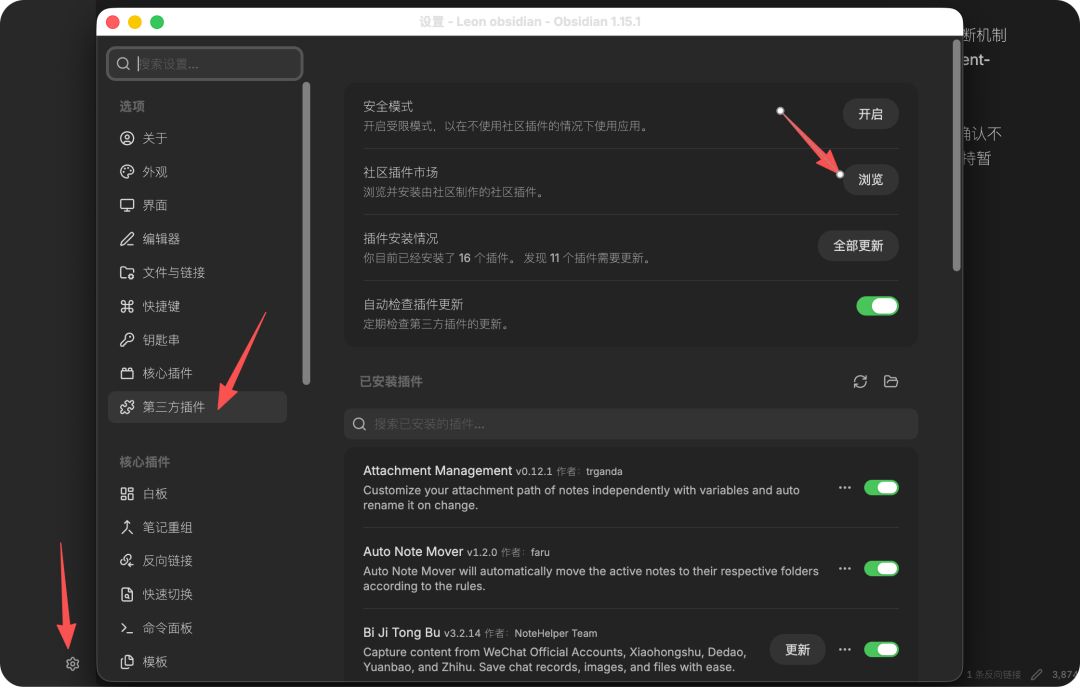 设置 - Leon obsidian - Obsidian 1.15.1
断机制
ent-
确认不
持暂
搜索设置...
选项
关于
外观
界面
编辑器
文件与链接
快捷键
钥匙串
核心插件
第三方插件
核心插件
白板
笔记重组
反向链接
快速切换
命令面板
模板
安全模式
开启受限模式，以在不使用社区插件的情况下使用应用。
开启
社区插件市场
浏览并安装由社区制作的社区插件。
浏览
插件安装情况
你目前已经安装了 16 个插件。 发现 11 个插件需要更新。
全部更新
自动检查插件更新
定期检查第三方插件的更新。
已安装插件
搜索已安装的插件...
Attachment Management v0.12.1 作者：trganda
Customize your attachment path of notes independently with variables and auto
rename it on change.
Auto Note Mover v1.2.0 作者：faru
Auto Note Mover will automatically move the active notes to their respective folders
according to the rules.
Bi Ji Tong Bu v3.2.14 作者：NoteHelper Team
Capture content from WeChat Official Accounts, Xiaohongshu, Dedao,
Yuanbao, and Zhihu. Save chat records, images, and files with ease.
更新
1 条反向链接
3,874